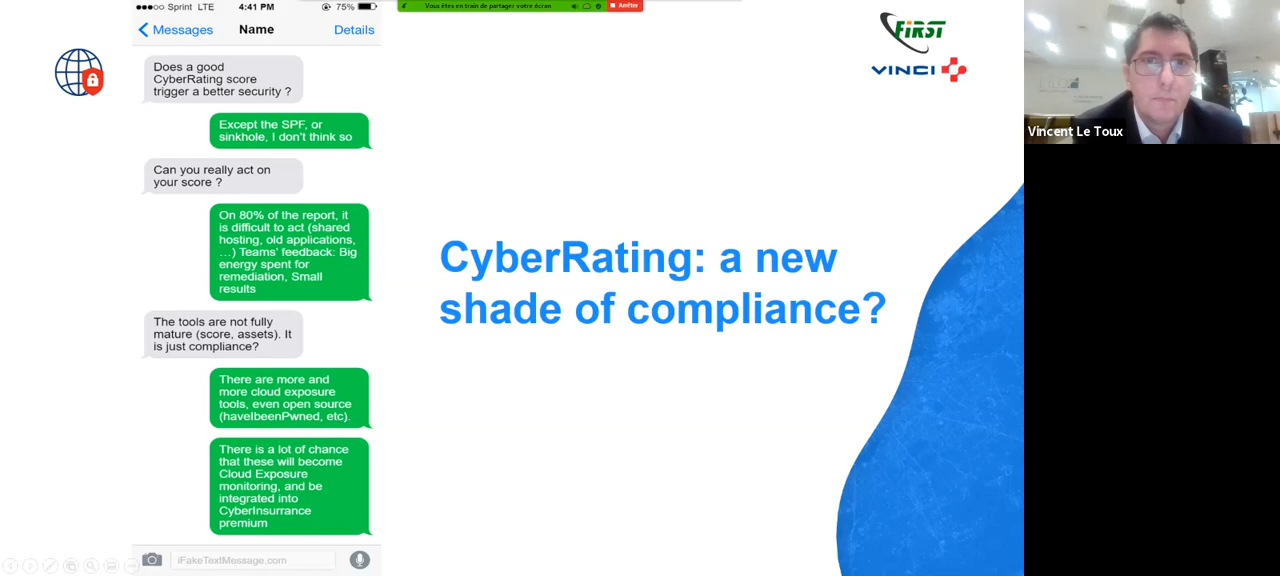 Sprint LTE
4:41 PM
75%
Messages
Name
Details
Does a good
CyberRating score
trigger a better security ?
Except the SPF, or
sinkhole, I don't think so
Can you really act on
your score ?
On 80% of the report, it
is difficult to act (shared
hosting, old applications,
…) Teams' feedback: Big
energy spent for
remediation, Small
results
The tools are not fully
mature (score, assets). It
is just compliance?
There are more and
more cloud exposure
tools, even open source
(haveIbeenPwned, etc).
There is a lot of chance
that these will become
Cloud Exposure
monitoring, and be
integrated into
CyberInsurrance
premium
iFakeTextMessage.com
Vous êtes en train de partager votre écran
Arrêter
FiRST
VINCI
CyberRating: a new
shade of compliance?
Vincent Le Toux